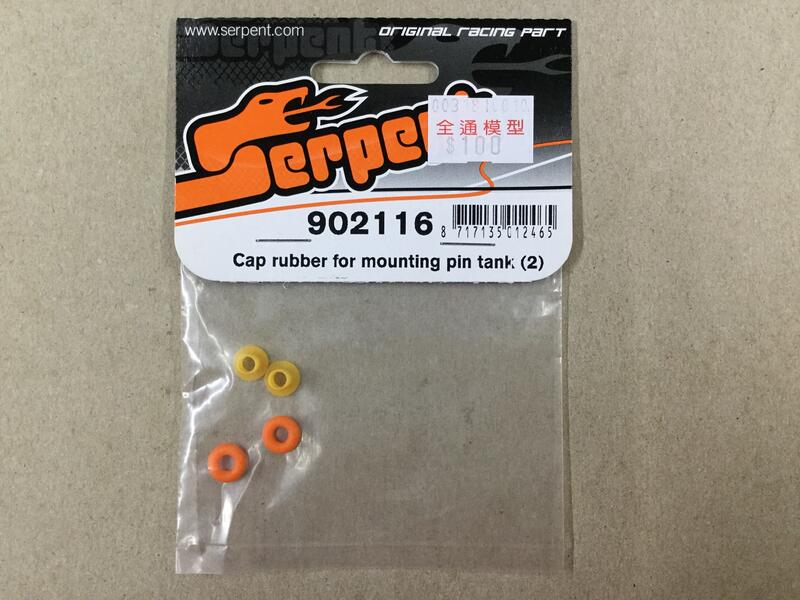 www.serpent.com
ORIGINAL RACING PART
Serpent
全通模型
$100
902116
8 717135 012465
Cap rubber for mounting pin tank (2)